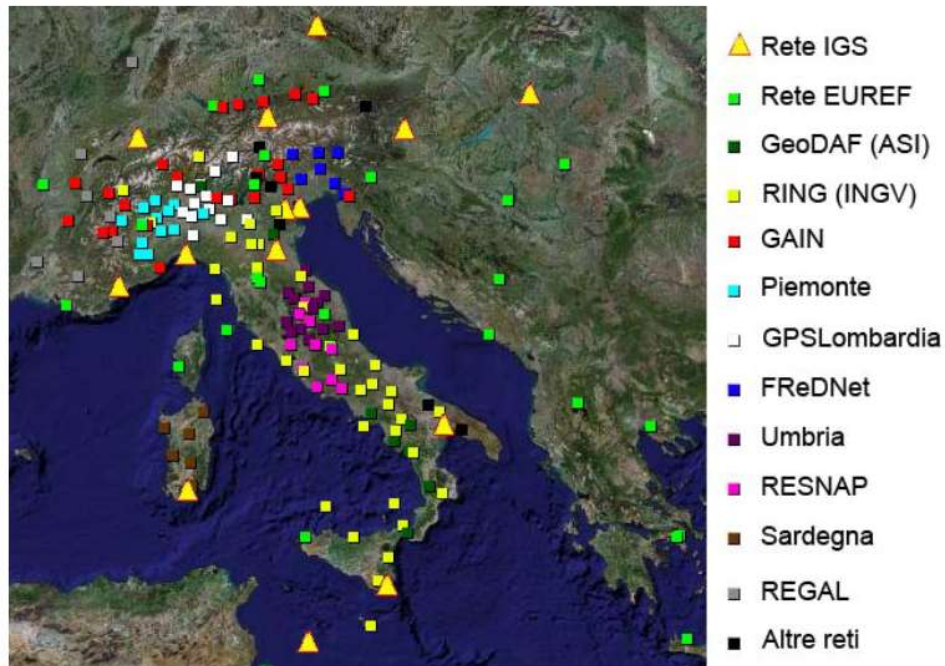 Rete IGS
Rete EUREF
GeoDAF (ASI)
RING (INGV)
GAIN
Piemonte
GPSLombardia
FReDNet
Umbria
RESNAP
Sardegna
REGAL
Altre reti